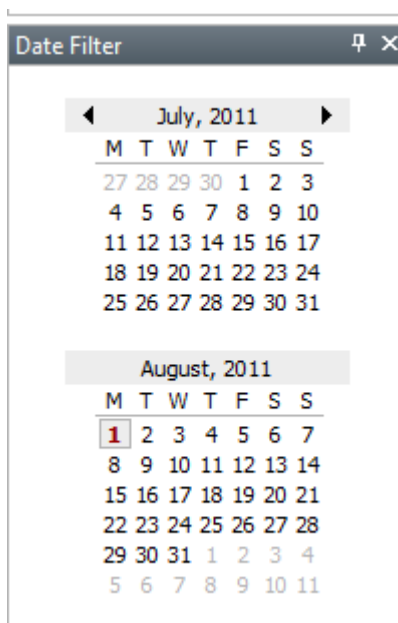 Date Filter
July, 2011
M T W T F S S
27 28 29 30 1 2 3
4 5 6 7 8 9 10
11 12 13 14 15 16 17
18 19 20 21 22 23 24
25 26 27 28 29 30 31
August, 2011
M T W T F S S
1 2 3 4 5 6 7
8 9 10 11 12 13 14
15 16 17 18 19 20 21
22 23 24 25 26 27 28
29 30 31 1 2 3 4
5 6 7 8 9 10 11